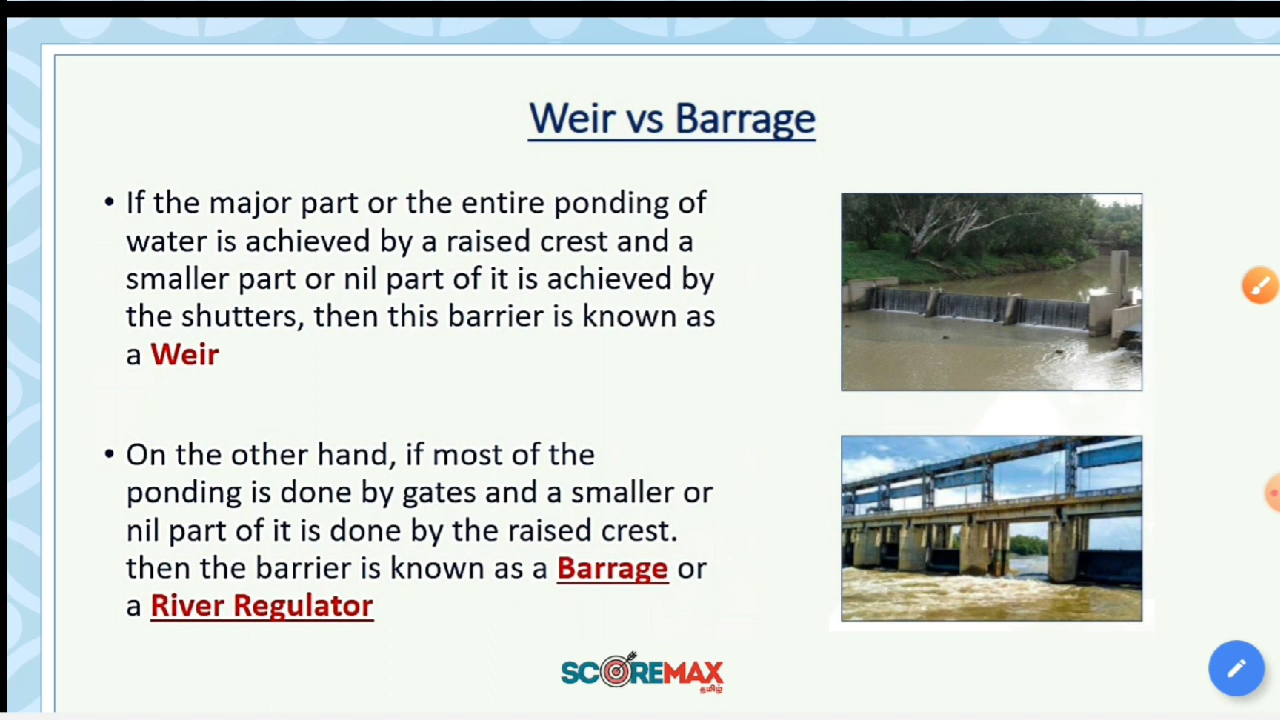 Weir vs Barrage
• If the major part or the entire ponding of
water is achieved by a raised crest and a
smaller part or nil part of it is achieved by
the shutters, then this barrier is known as
a Weir
• On the other hand, if most of the
ponding is done by gates and a smaller or
nil part of it is done by the raised crest.
then the barrier is known as a Barrage or
a River Regulator
SCOREMAX
தமிழ்